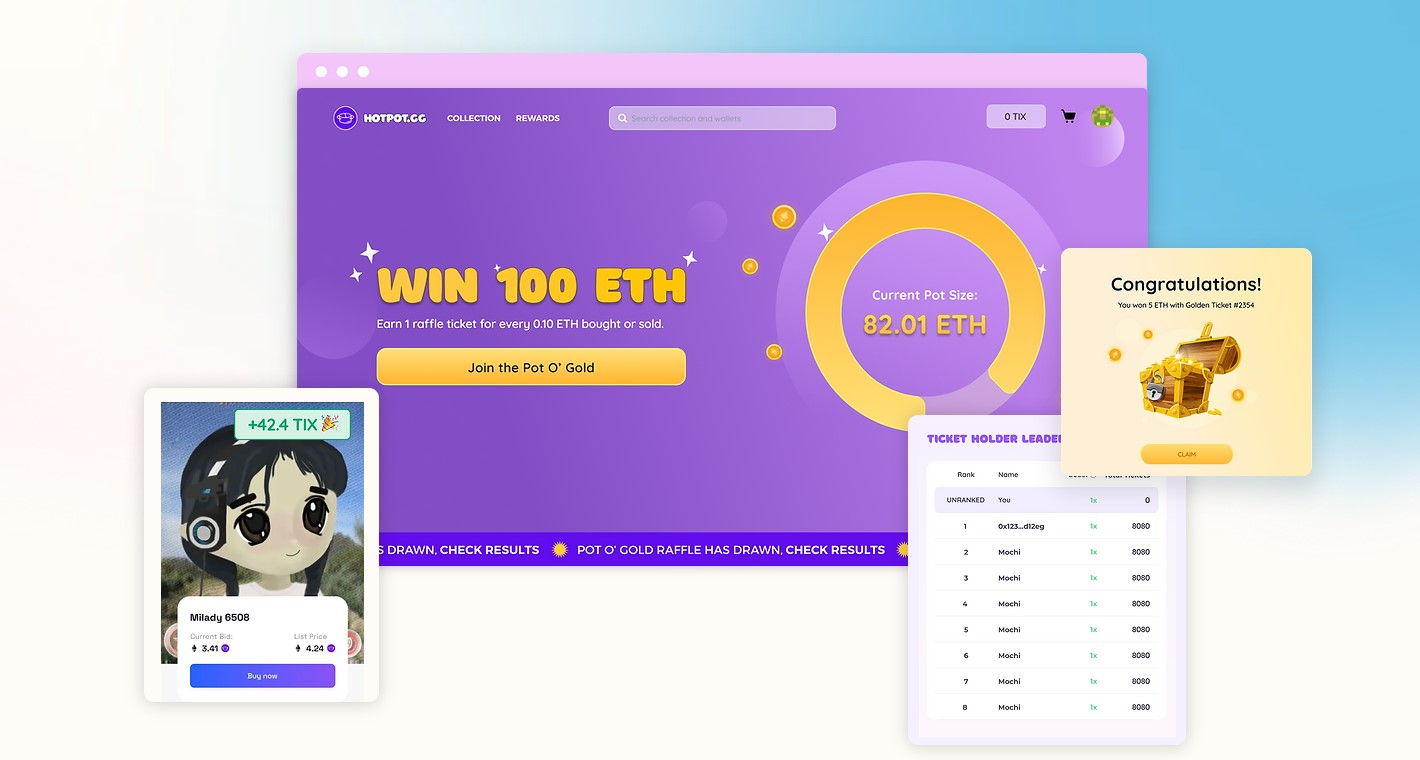 HOTPOT.GG
COLLECTION
REWARDS
Search collection and wallets
0 TIX
WIN 100 ETH
Earn 1 raffle ticket for every 0.10 ETH bought or sold.
Join the Pot O' Gold
Current Pot Size:
82.01 ETH
Congratulations!
You won 5 ETH with Golden Ticket #2354
CLAIM
S DRAWN, CHECK RESULTS
POT O' GOLD RAFFLE HAS DRAWN, CHECK RESULTS
+42.4 TIX
Milady 6508
Current Bid: List Price
3.41 4.24
Buy now
TICKET HOLDER LEADE
Rank Name
UNRANKED You 1x 0
1 0x123...d12eg 1x 8080
2 Mochi 1x 8080
3 Mochi 1x 8080
4 Mochi 1x 8080
5 Mochi 1x 8080
6 Mochi 1x 8080
7 Mochi 1x 8080
8 Mochi 1x 8080